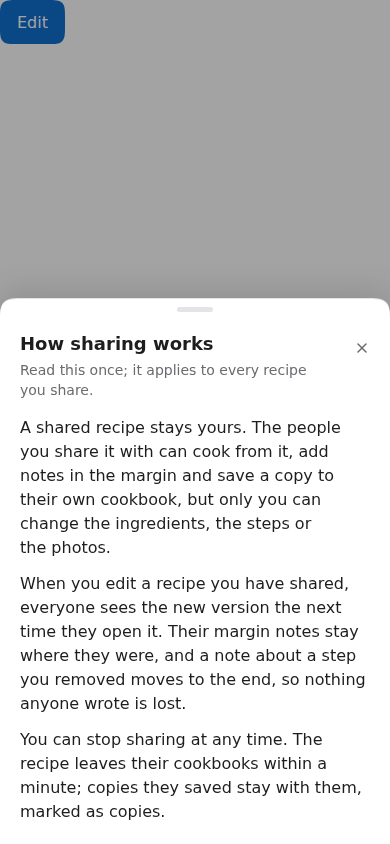 Edit
How sharing works
Read this once; it applies to every recipe
you share.
A shared recipe stays yours. The people
you share it with can cook from it, add
notes in the margin and save a copy to
their own cookbook, but only you can
change the ingredients, the steps or
the photos.
When you edit a recipe you have shared,
everyone sees the new version the next
time they open it. Their margin notes stay
where they were, and a note about a step
you removed moves to the end, so nothing
anyone wrote is lost.
You can stop sharing at any time. The
recipe leaves their cookbooks within a
minute; copies they saved stay with them,
marked as copies.